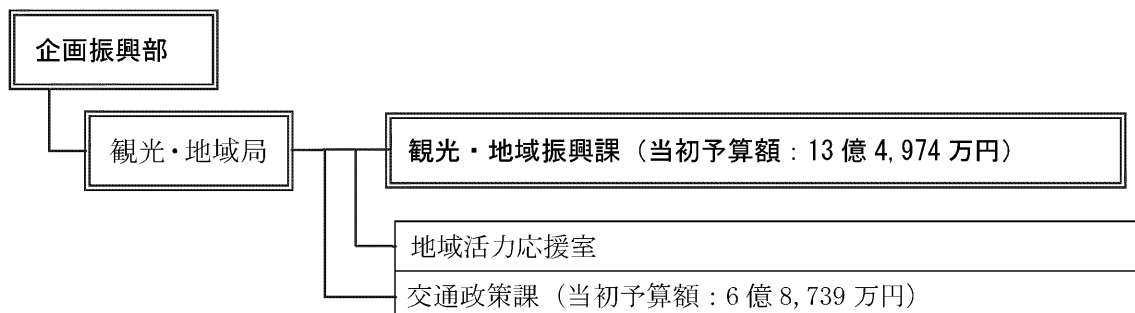 企画振興部
観光・地域局
観光・地域振興課（当初予算額：13億4,974万円）
地域活力応援室
交通政策課（当初予算額：6億8,739万円）